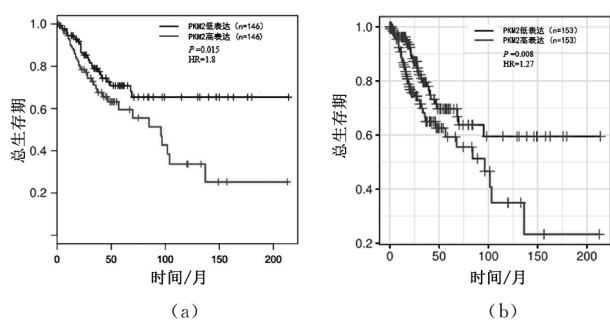 PKM2低表达（n=146）
PKM2高表达（n=146）
P=0.015
HR=1.8
1.0
0.8
0.6
0.4
0.2
总生存期
0 50 100 150 200
时间/月
(a)
PKM2低表达（n=153）
PKM2高表达（n=153）
P=0.008
HR=1.27
1.0
0.8
0.6
0.4
0.2
总生存期
0 50 100 150 200
时间/月
(b)